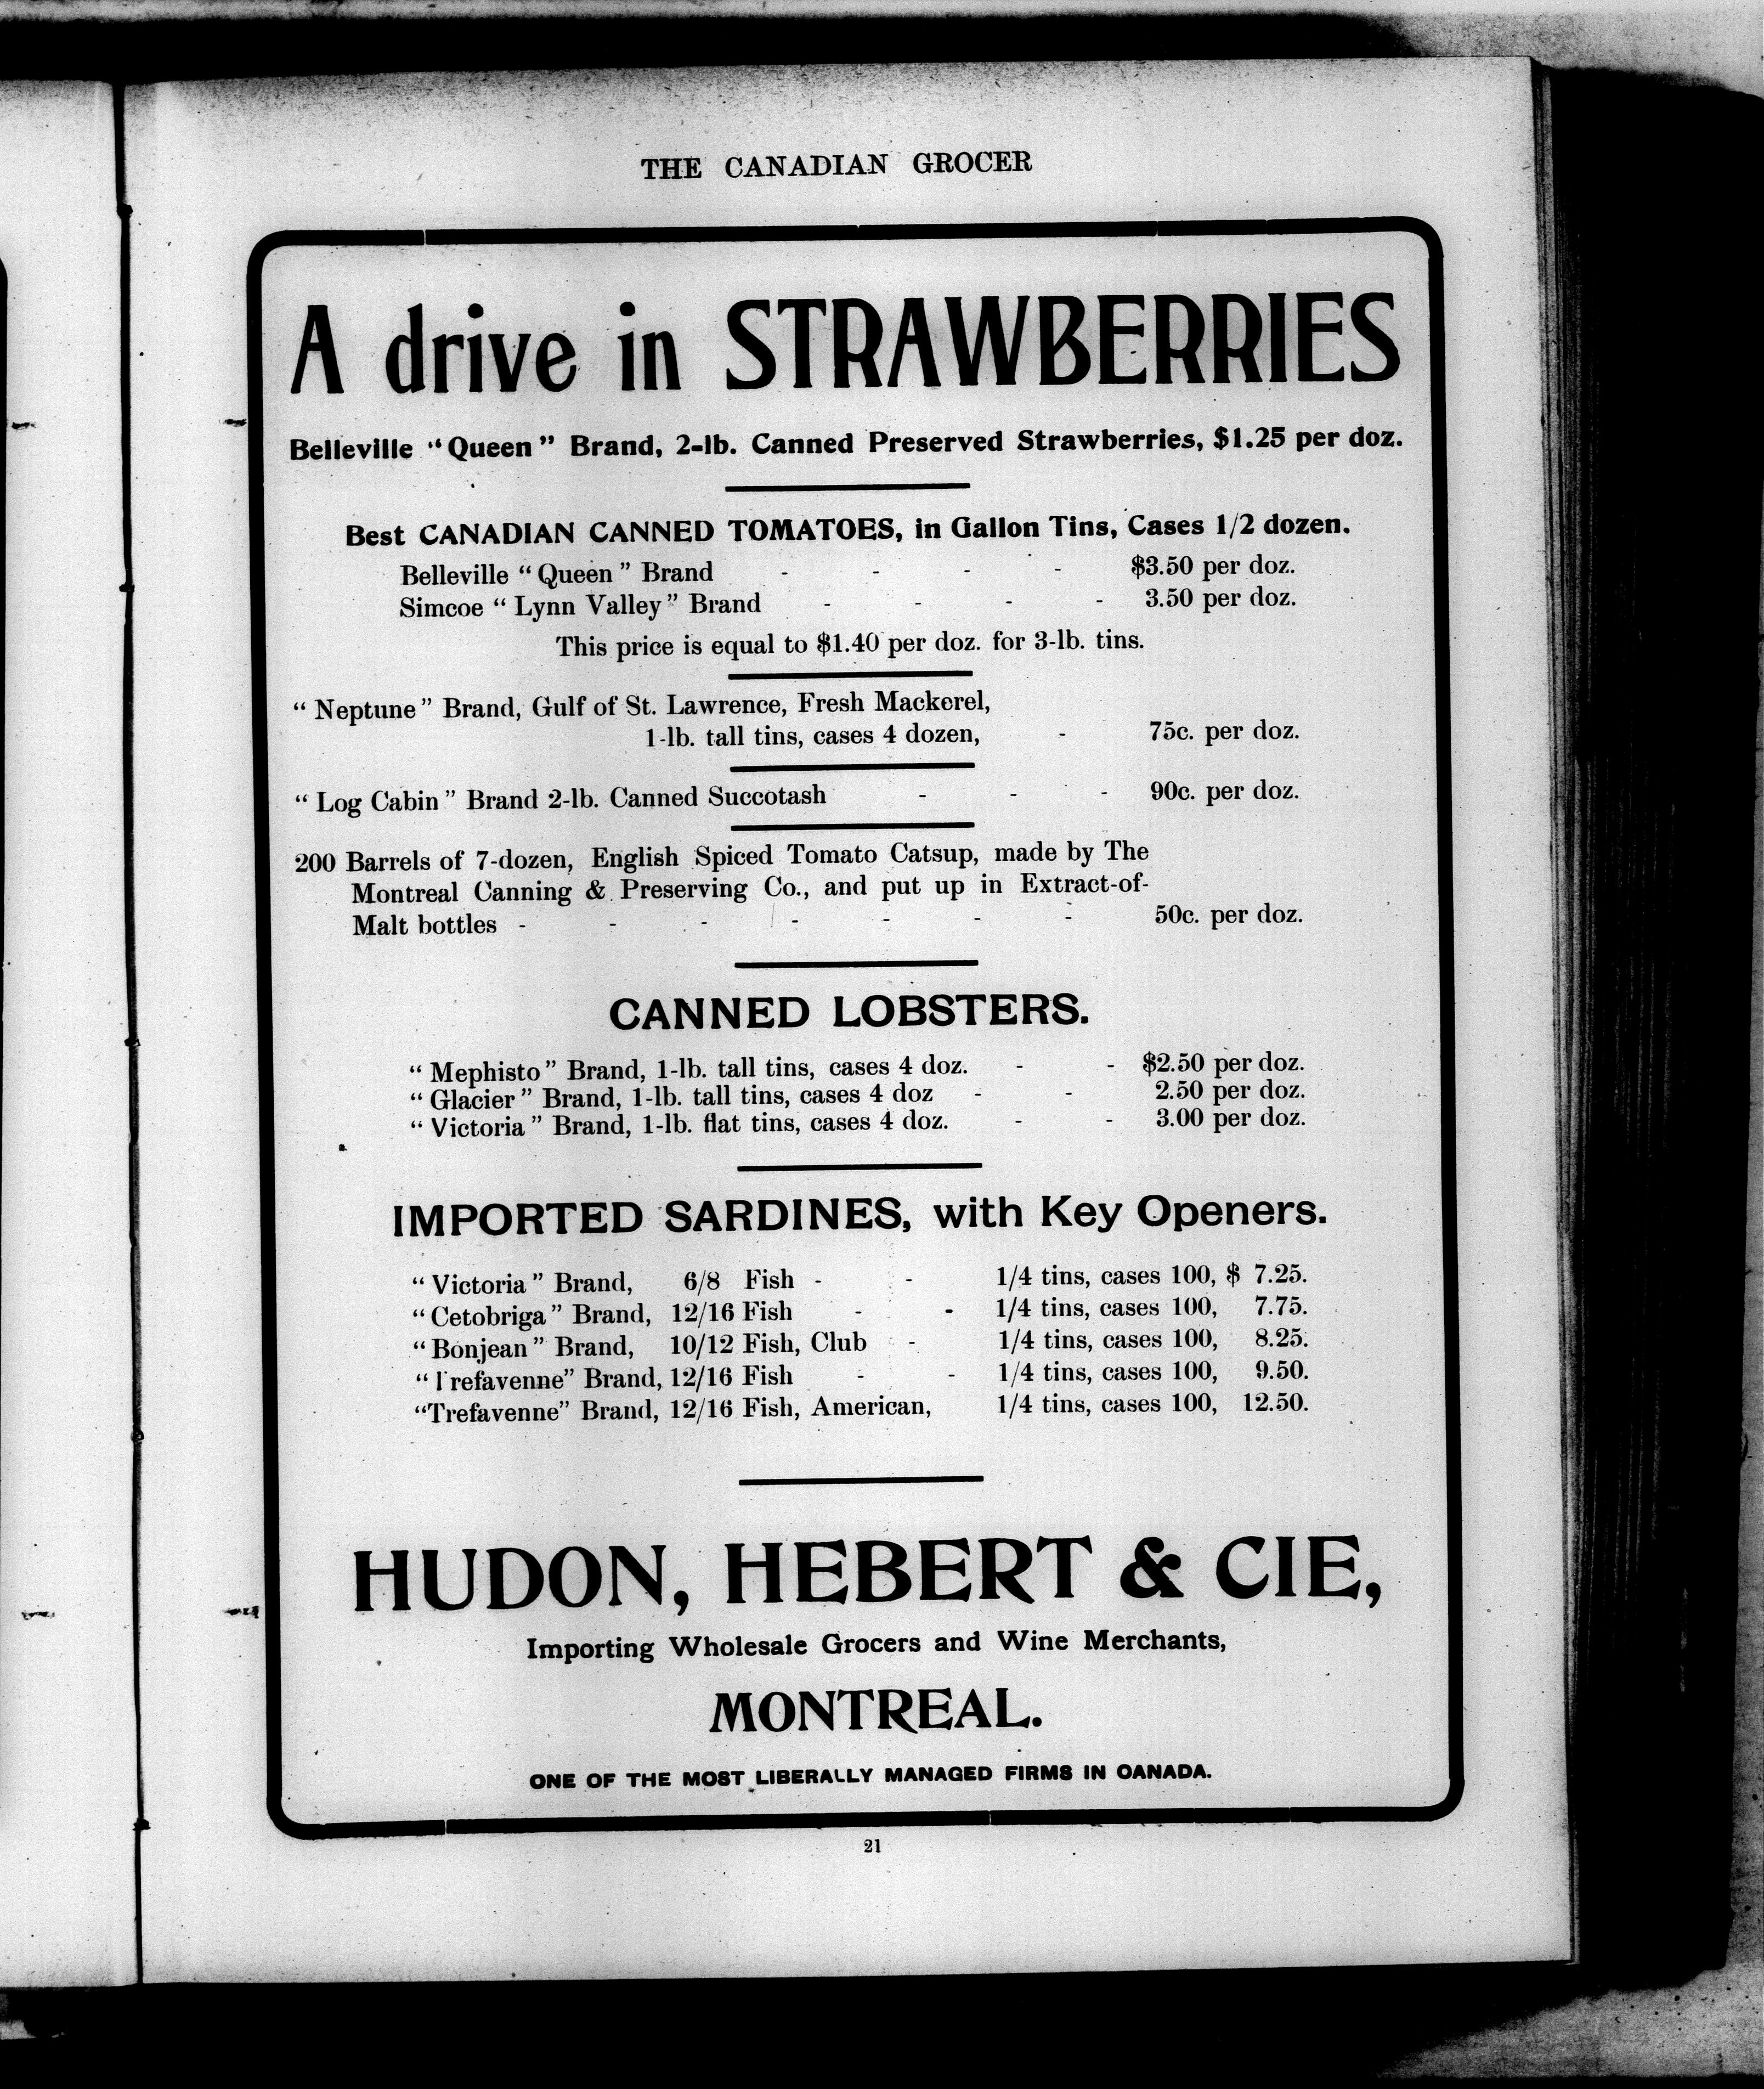 THE CANADIAN GROCER
A drive in STRAWBERRIES
Belleville "Queen" Brand, 2-lb. Canned Preserved Strawberries, $1.25 per doz.
Best CANADIAN CANNED TOMATOES, in Gallon Tins, Cases 1/2 dozen.
Belleville "Queen" Brand - - - - $3.50 per doz.
Simcoe "Lynn Valley" Brand - - - - 3.50 per doz.
This price is equal to $1.40 per doz. for 3-lb. tins.
"Neptune" Brand, Gulf of St. Lawrence, Fresh Mackerel,
1-lb. tall tins, cases 4 dozen, - 75c. per doz.
"Log Cabin" Brand 2-lb. Canned Succotash - - - 90c. per doz.
200 Barrels of 7-dozen, English Spiced Tomato Catsup, made by The
Montreal Canning & Preserving Co., and put up in Extract-of-
Malt bottles - - - - - - - 50c. per doz.
CANNED LOBSTERS.
"Mephisto" Brand, 1-lb. tall tins, cases 4 doz. - - $2.50 per doz.
"Glacier" Brand, 1-lb. tall tins, cases 4 doz - - 2.50 per doz.
"Victoria" Brand, 1-lb. flat tins, cases 4 doz. - - 3.00 per doz.
IMPORTED SARDINES, with Key Openers.
"Victoria" Brand, 6/8 Fish - - 1/4 tins, cases 100, $ 7.25.
"Cetobriga" Brand, 12/16 Fish - - 1/4 tins, cases 100, 7.75.
"Bonjean" Brand, 10/12 Fish, Club - 1/4 tins, cases 100, 8.25.
"Trefavenne" Brand, 12/16 Fish - - 1/4 tins, cases 100, 9.50.
"Trefavenne" Brand, 12/16 Fish, American, 1/4 tins, cases 100, 12.50.
HUDON, HEBERT & CIE,
Importing Wholesale Grocers and Wine Merchants,
MONTREAL.
ONE OF THE MOST LIBERALLY MANAGED FIRMS IN CANADA.
21